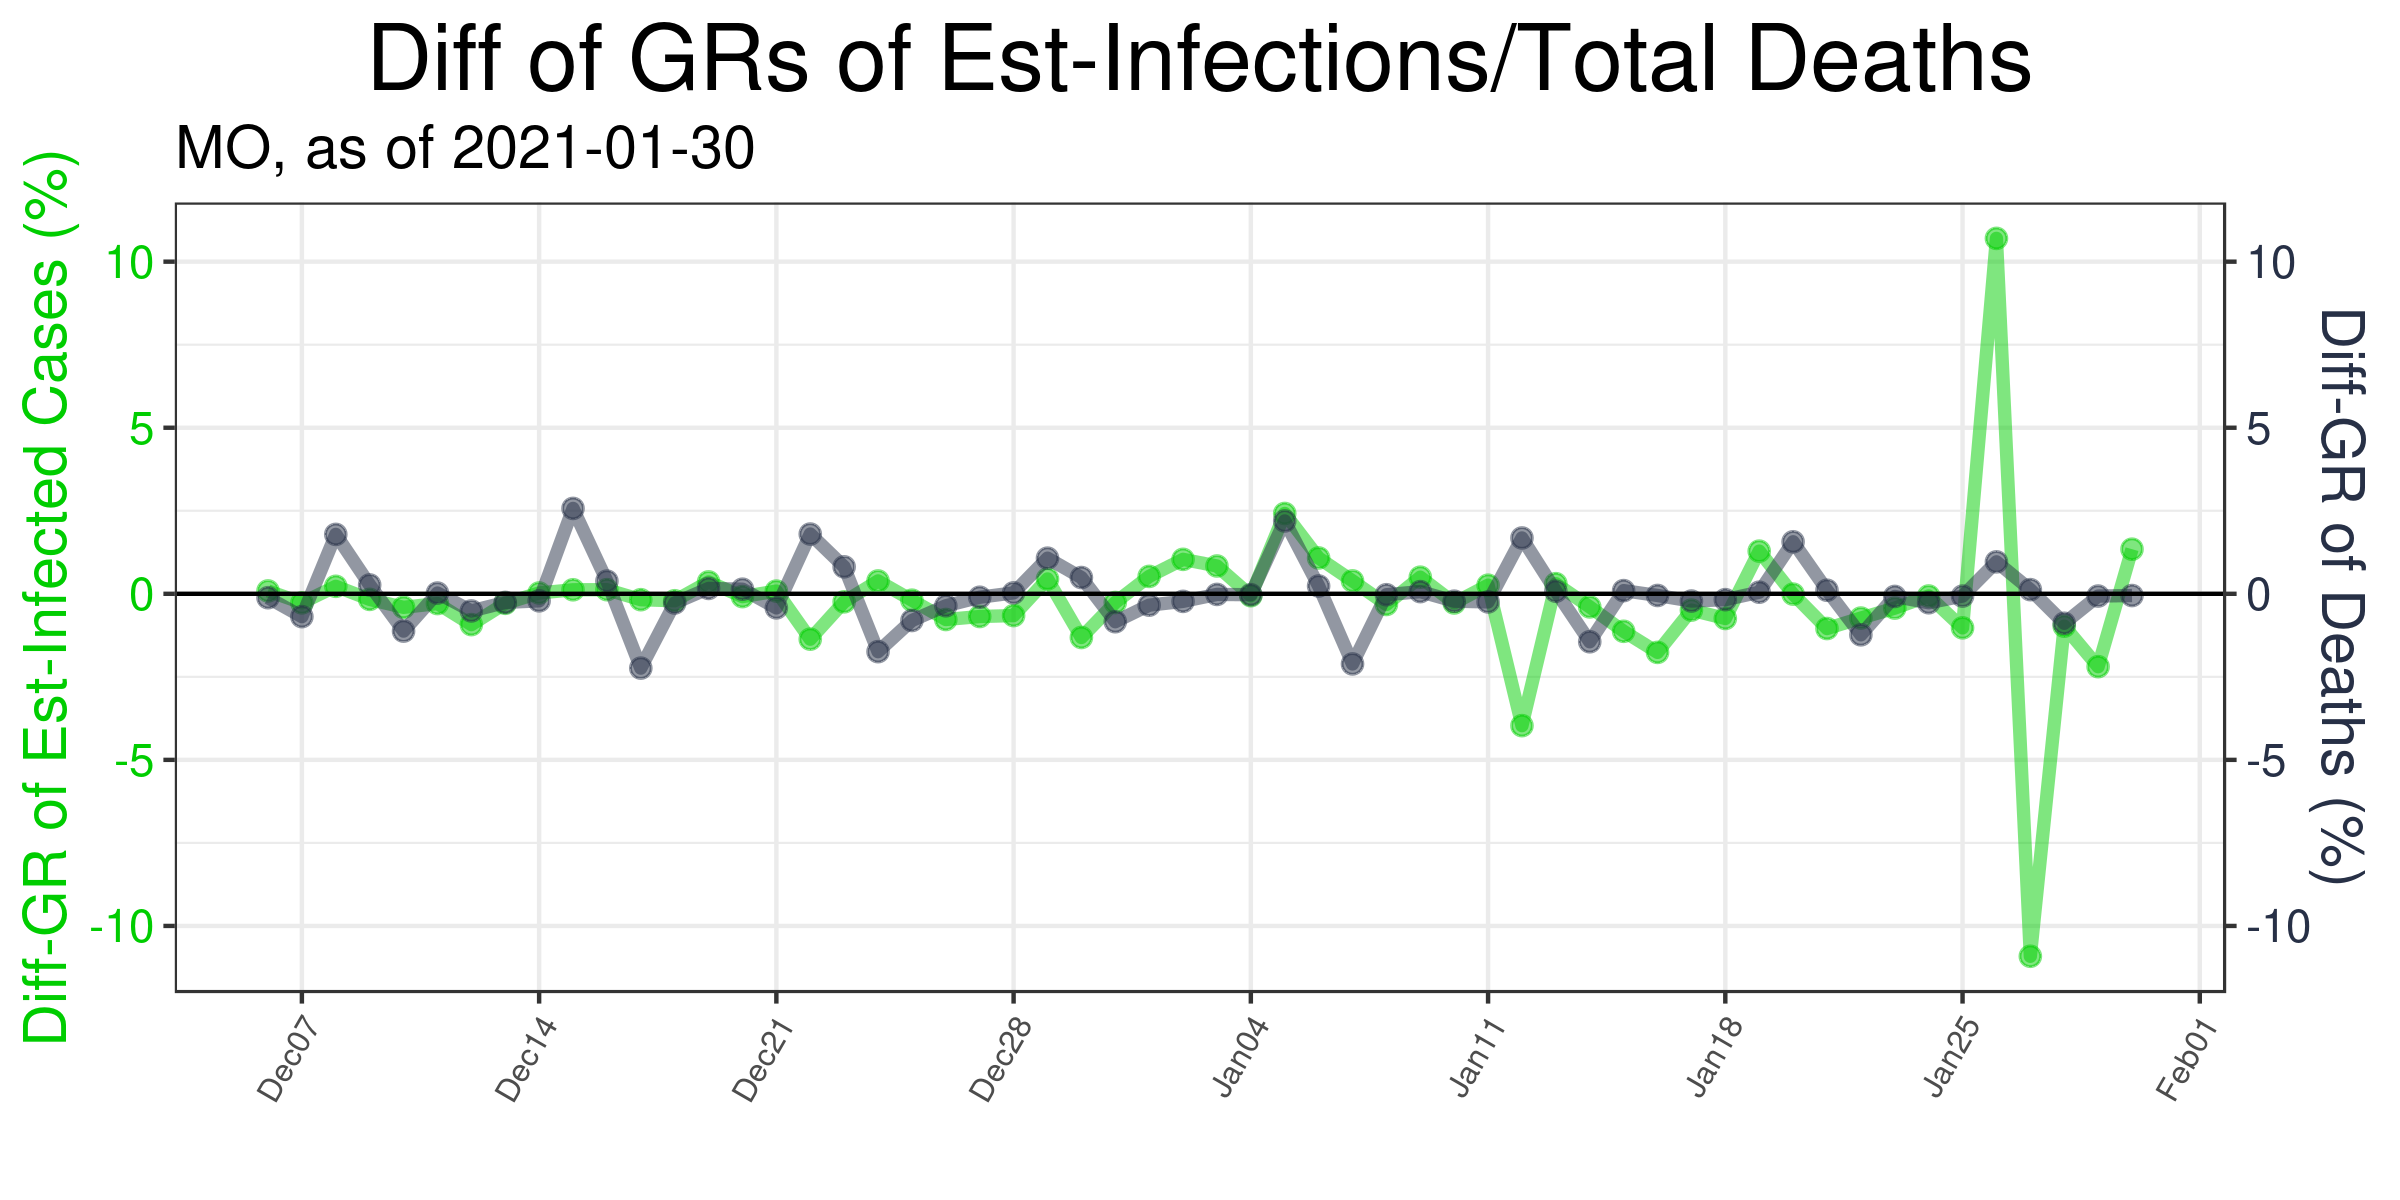 Diff of GRs of Est-Infections/Total Deaths
MO, as of 2021-01-30
Diff-GR of Est-Infected Cases (%)
10
5
0
-5
-10
10
5
0
-5
-10
Diff-GR of Deaths (%)
Dec07
Dec14
Dec21
Dec28
Jan04
Jan11
Jan18
Jan25
Feb01